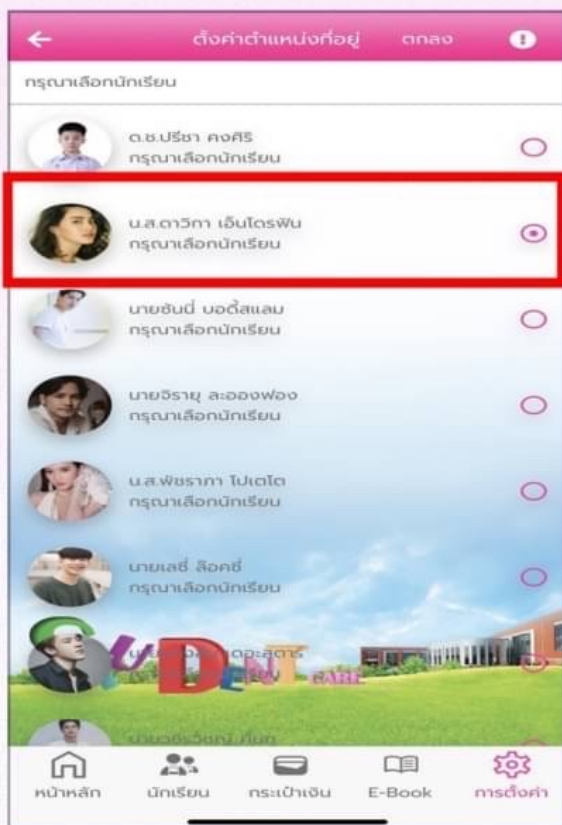 ตั้งค่าตำแหน่งที่อยู่ ตกลง
กรุณาเลือกนักเรียน
ด.ช.ปรีชา คงศิริ
กรุณาเลือกนักเรียน
น.ส.ดาวิกา เอ็นโดรฟิน
กรุณาเลือกนักเรียน
นายซันนี่ บอดี้สแลม
กรุณาเลือกนักเรียน
นายจิรายุ ละอองฟอง
กรุณาเลือกนักเรียน
น.ส.พัชราภา โปเตโต
กรุณาเลือกนักเรียน
นายเลซี่ ล๊อคซี่
กรุณาเลือกนักเรียน
STUDENT CARE
หน้าหลัก นักเรียน กระเป๋าเงิน E-Book การตั้งค่า